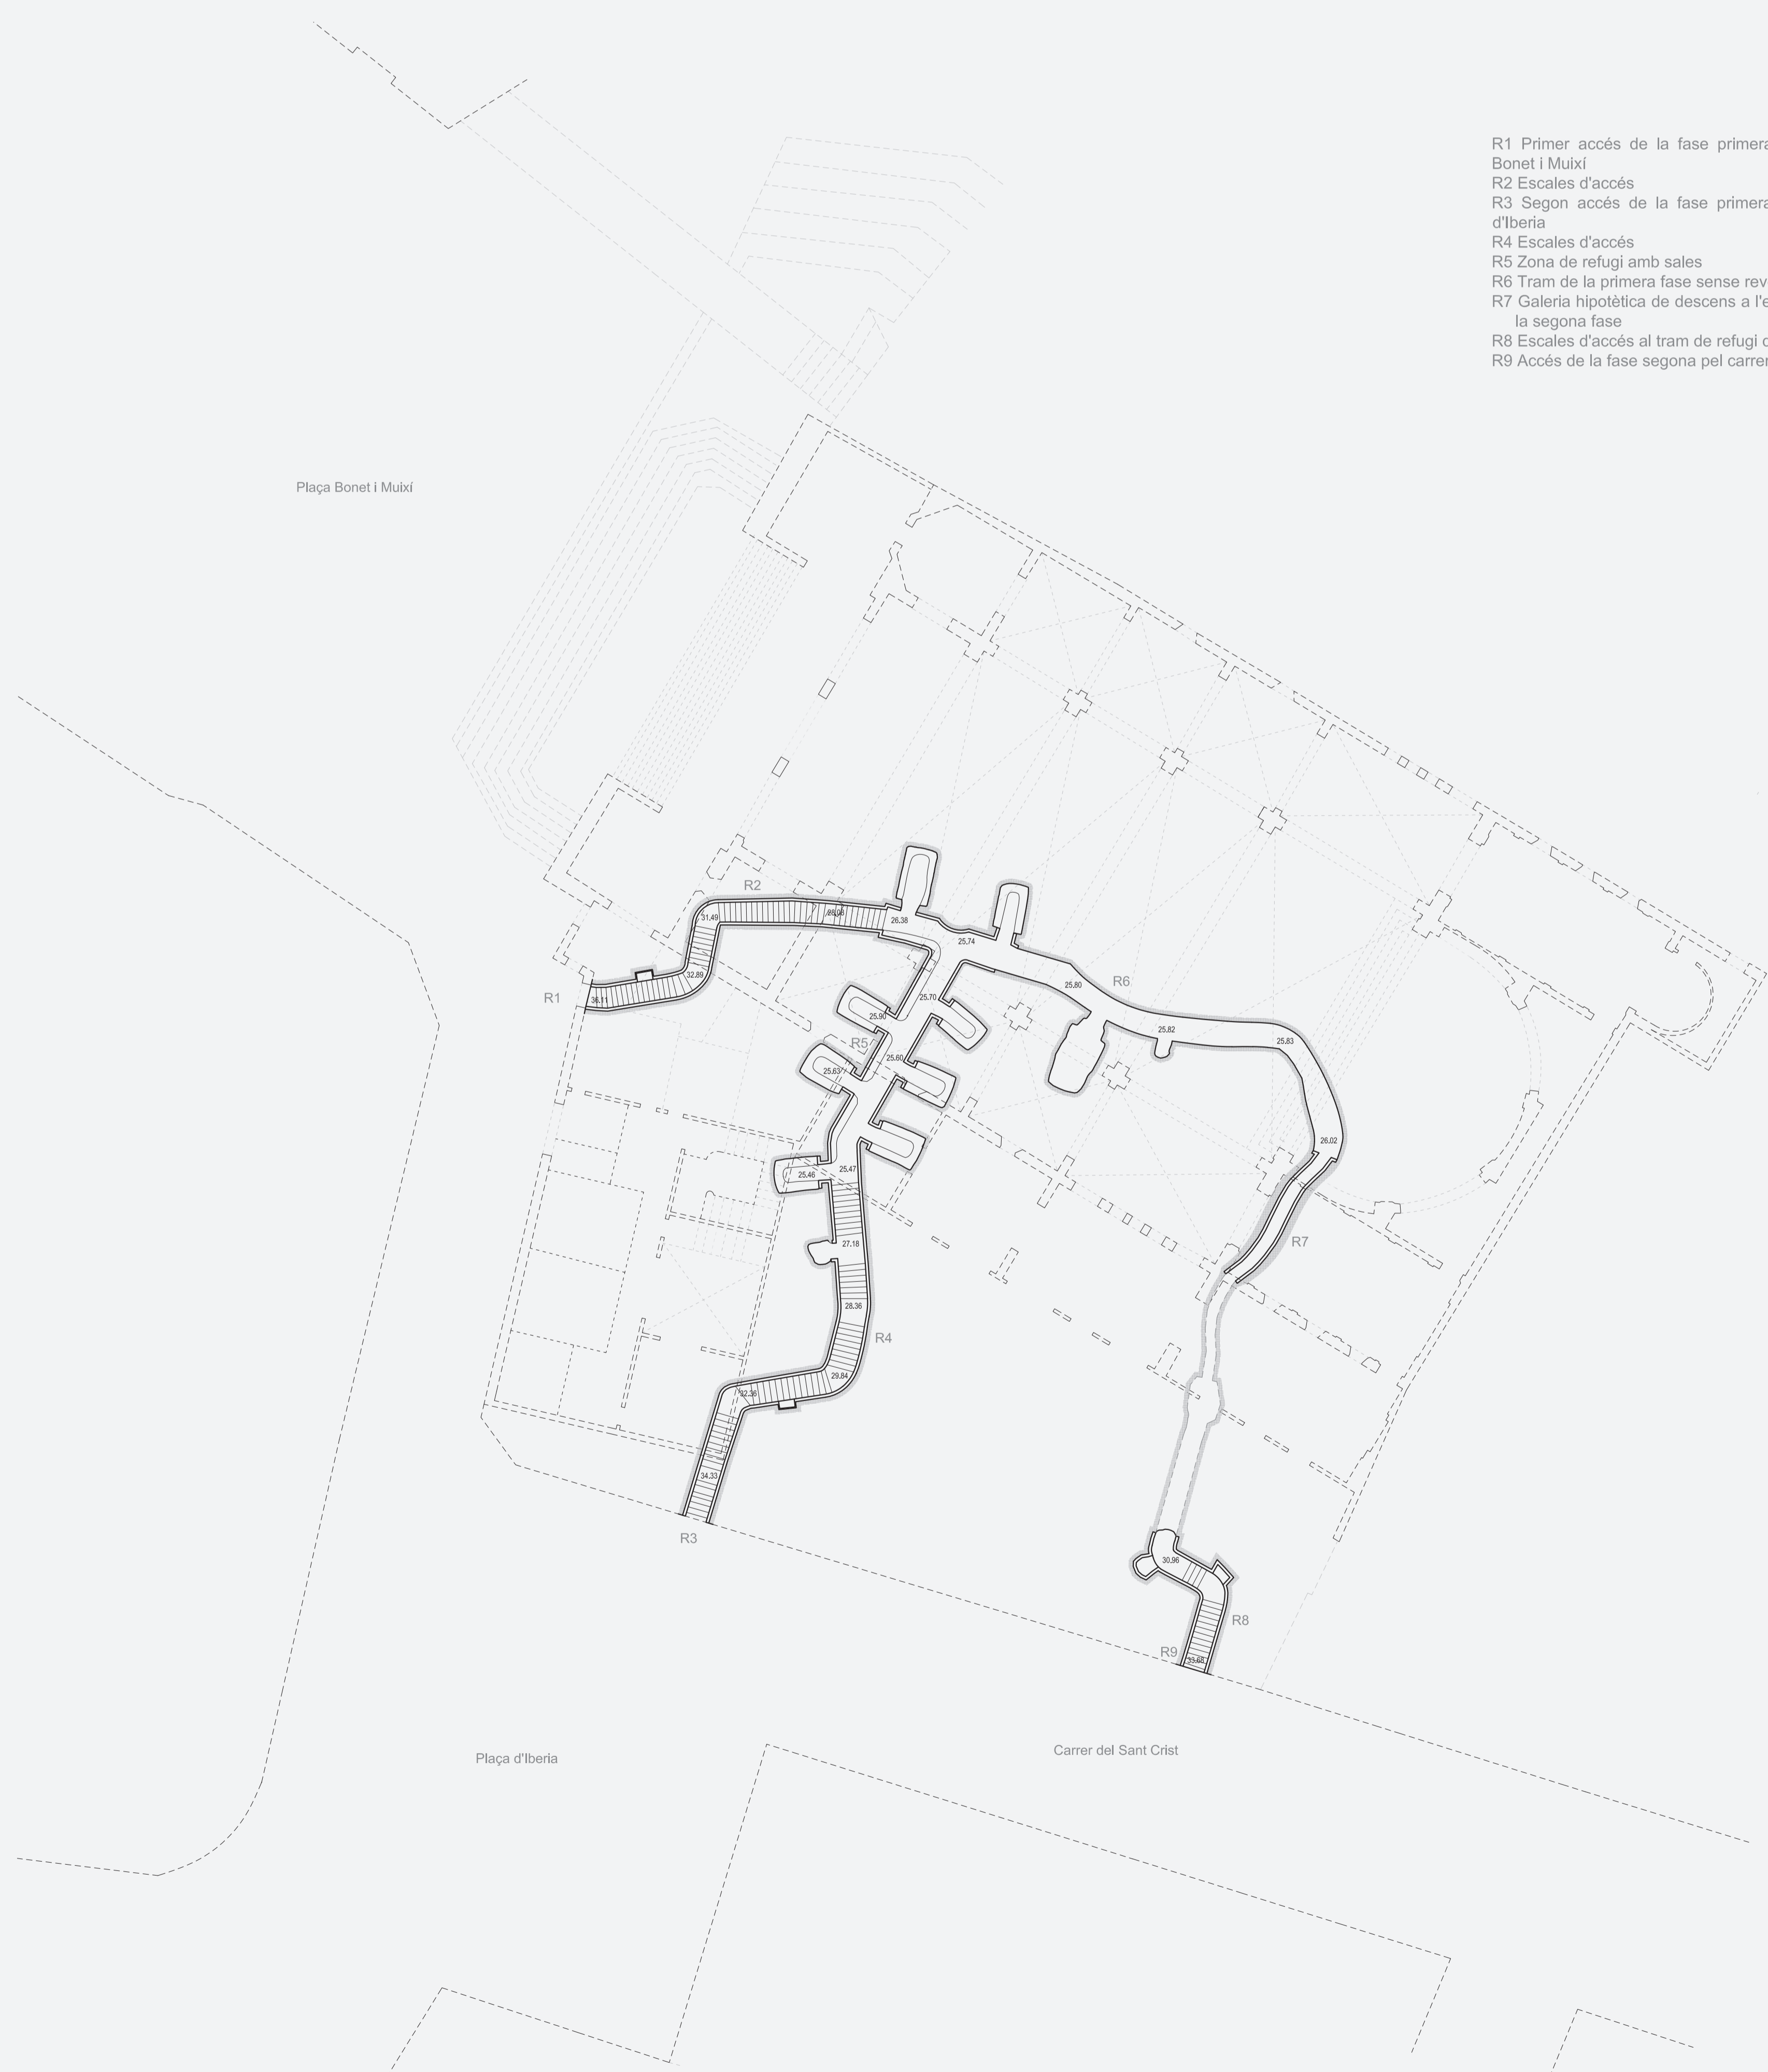 R1 Primer accés de la fase primera
Bonet i Muixí
R2 Escales d'accés
R3 Segon accés de la fase primera
d'Iberia
R4 Escales d'accés
R5 Zona de refugi amb sales
R6 Tram de la primera fase sense rev
R7 Galeria hipotètica de descens a l'e
la segona fase
R8 Escales d'accés al tram de refugi d
R9 Accés de la fase segona pel carrer
Plaça Bonet i Muixí
R2
31,49
26,38
25,74
32,89
R1
36,11
25,70
25,80
R6
25,90
25,82
25,83
R5
25,60
25,63
26,02
25,47
25,46
27,18
R7
28,36
R4
29,84
32,36
34,33
R3
30,96
R8
R9
33,68
Plaça d'Iberia
Carrer del Sant Crist